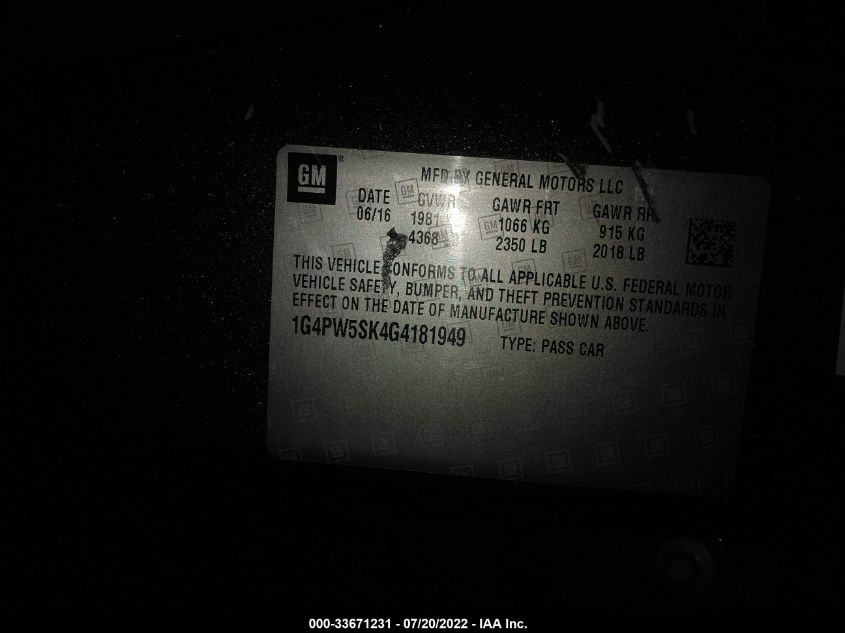 GM
MFD BY GENERAL MOTORS LLC
DATE GVWR GAWR FRT GAWR RR
06/16 1981 1066 KG 915 KG
4368 2350 LB 2018 LB
THIS VEHICLE CONFORMS TO ALL APPLICABLE U.S. FEDERAL MOTOR
VEHICLE SAFETY, BUMPER, AND THEFT PREVENTION STANDARDS IN
EFFECT ON THE DATE OF MANUFACTURE SHOWN ABOVE.
1G4PW5SK4G4181949 TYPE: PASS CAR
000-33671231 - 07/20/2022 - IAA Inc.